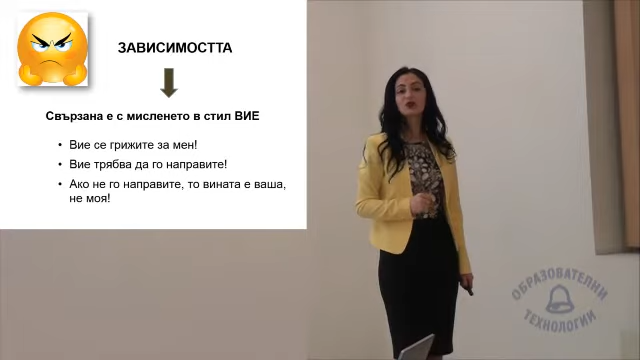 ЗАВИСИМОСТТА
Свързана е с мисленето в стил ВИЕ
• Вие се грижите за мен!
• Вие трябва да го направите!
• Ако не го направите, то вината е ваша,
не моя!
ОБРАЗОВАТЕЛНИ
ТЕХНОЛОГИИ